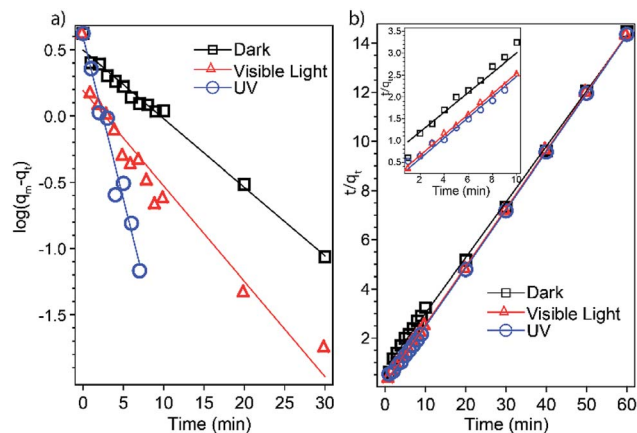 a)
0.5
0.0
-0.5
-1.0
-1.5
log(qm-qt)
0 5 10 15 20 25 30
Time (min)
Dark
Visible Light
UV
b)
14
12
10
8
6
4
2
t/qt
0 10 20 30 40 50 60
Time (min)
Dark
Visible Light
UV
3.5
3.0
2.5
2.0
1.5
1.0
0.5
0.0
t/qt
2 4 6 8 10
Time (min)